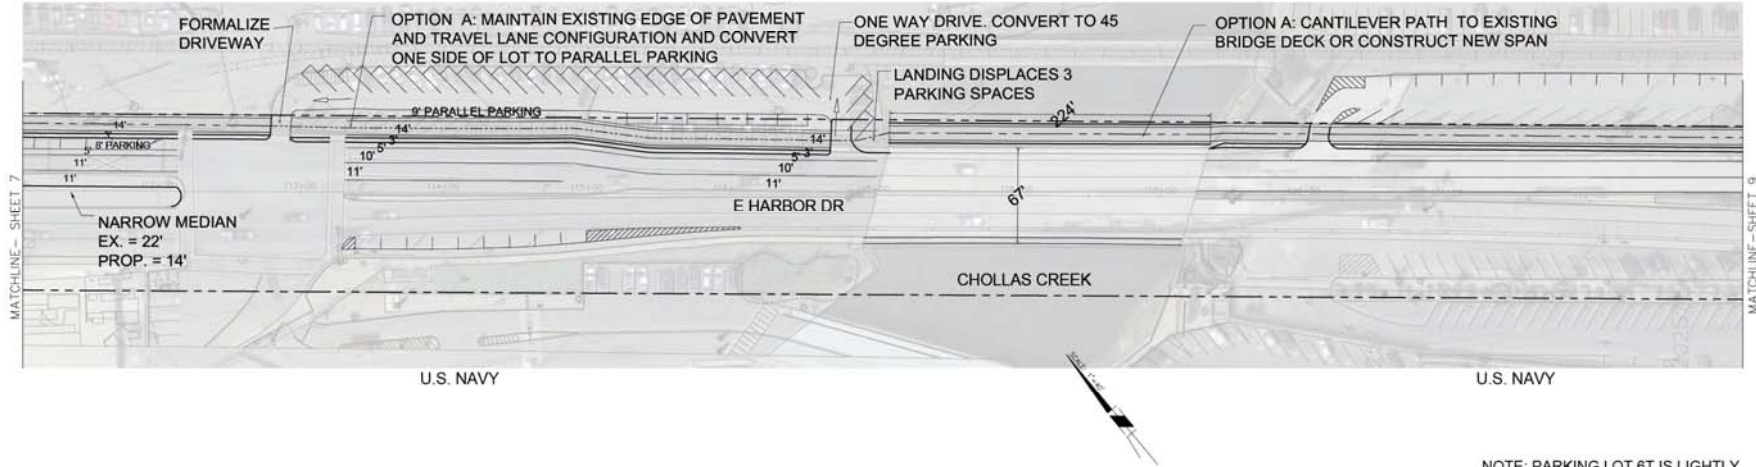 FORMALIZE
DRIVEWAY
OPTION A: MAINTAIN EXISTING EDGE OF PAVEMENT
AND TRAVEL LANE CONFIGURATION AND CONVERT
ONE SIDE OF LOT TO PARALLEL PARKING
ONE WAY DRIVE. CONVERT TO 45
DEGREE PARKING
OPTION A: CANTILEVER PATH TO EXISTING
BRIDGE DECK OR CONSTRUCT NEW SPAN
LANDING DISPLACES 3
PARKING SPACES
9' PARALLEL PARKING
224'
14'
14'
14'
3'
5'
8' PARKING
5' 3'
10'
11'
5' 3'
10'
11'
11'
11'
67'
E HARBOR DR
NARROW MEDIAN
EX. = 22'
PROP. = 14'
CHOLLAS CREEK
MATCHLINE- SHEET 7
MATCHLINE- SHEET 9
U.S. NAVY
U.S. NAVY
NOTE: PARKING LOT 6T IS LIGHTLY